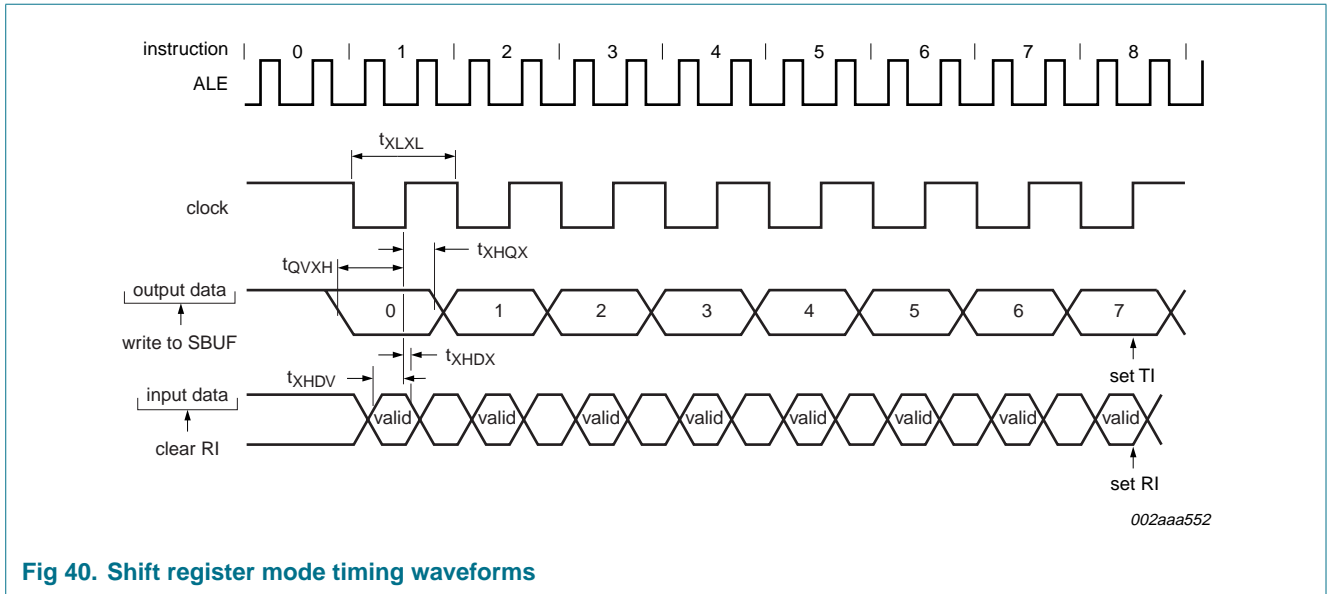 instruction | 0 | 1 | 2 | 3 | 4 | 5 | 6 | 7 | 8 |
ALE
tXLXL
clock
tXHQX
tQVXH
output data 0 1 2 3 4 5 6 7
write to SBUF
tXHDX
set TI
tXHDV
input data valid valid valid valid valid valid valid valid
clear RI
set RI
002aaa552
Fig 40. Shift register mode timing waveforms